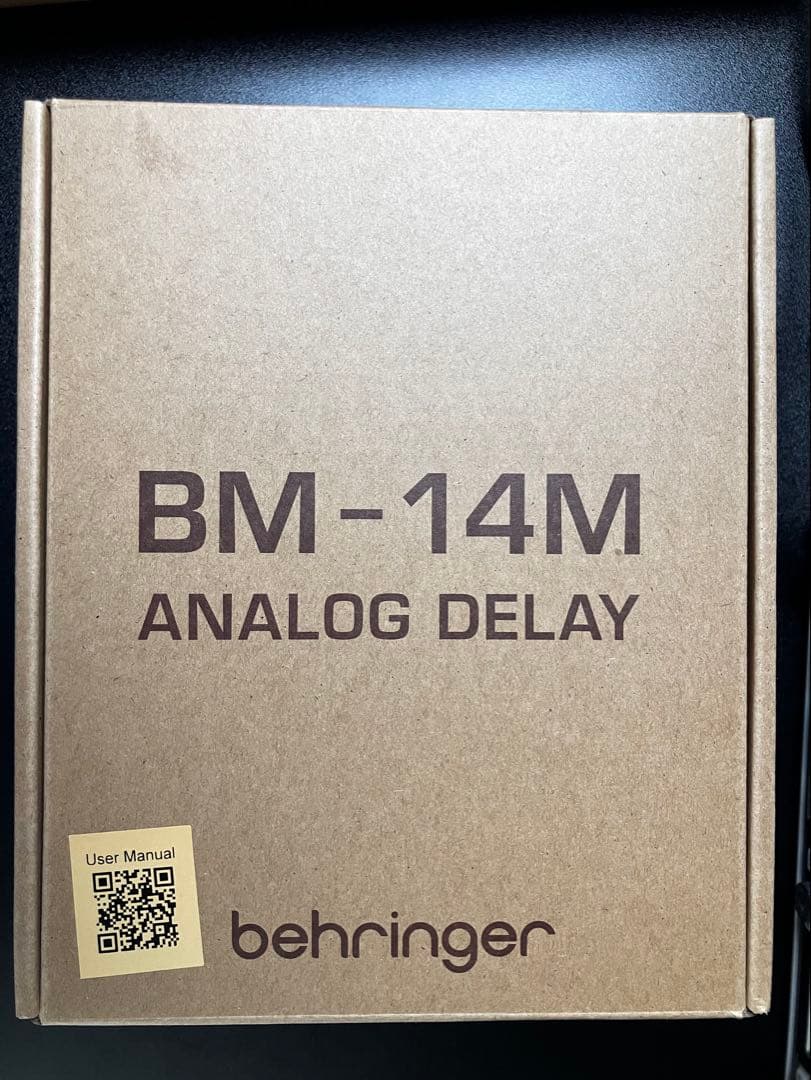 BM-14M
ANALOG DELAY
User Manual
behringer